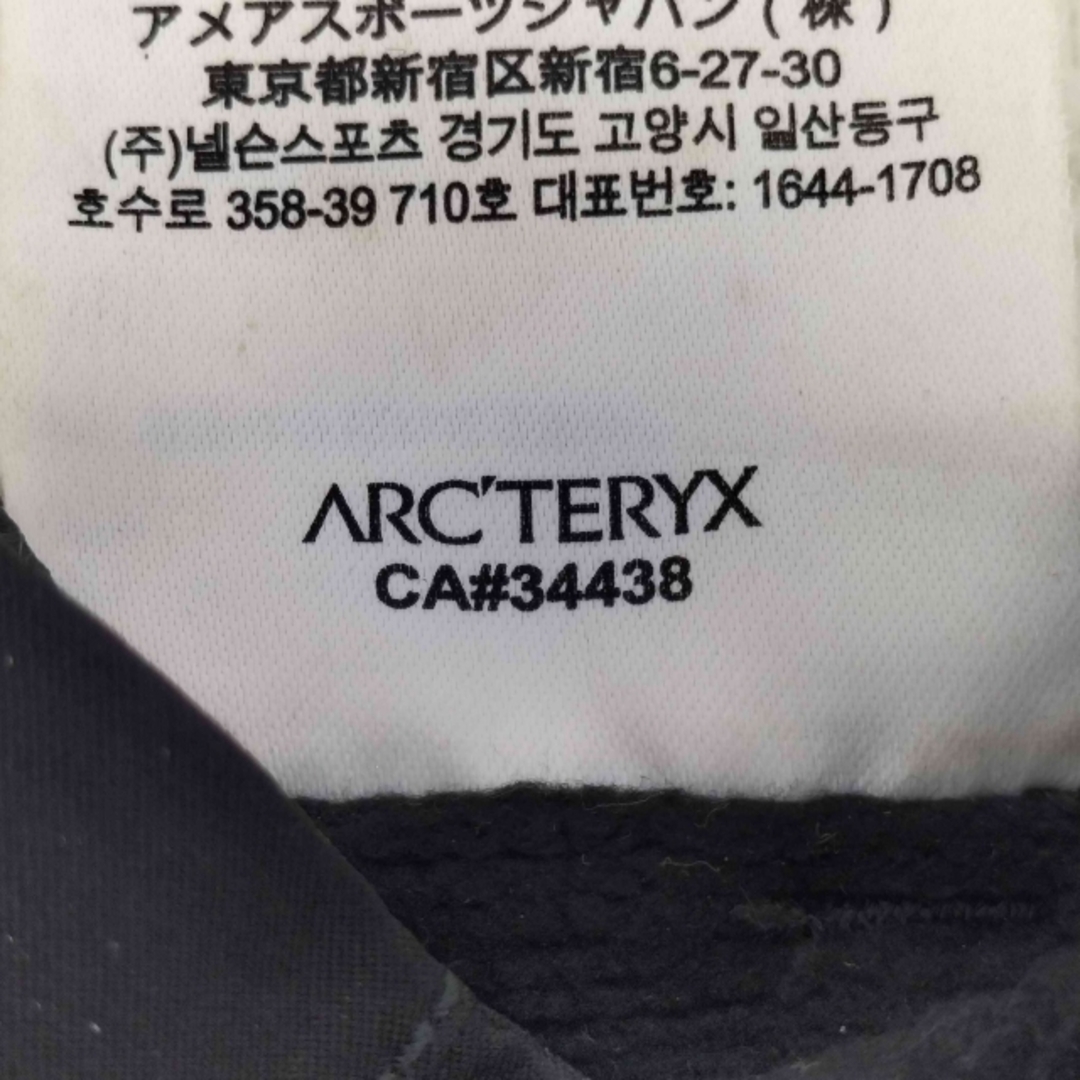 アメアスポーツジャパン(株)
東京都新宿区新宿6-27-30
(주)넬슨스포츠 경기도 고양시 일산동구
호수로 358-39 710호 대표번호: 1644-1708
ARC'TERYX
CA#34438